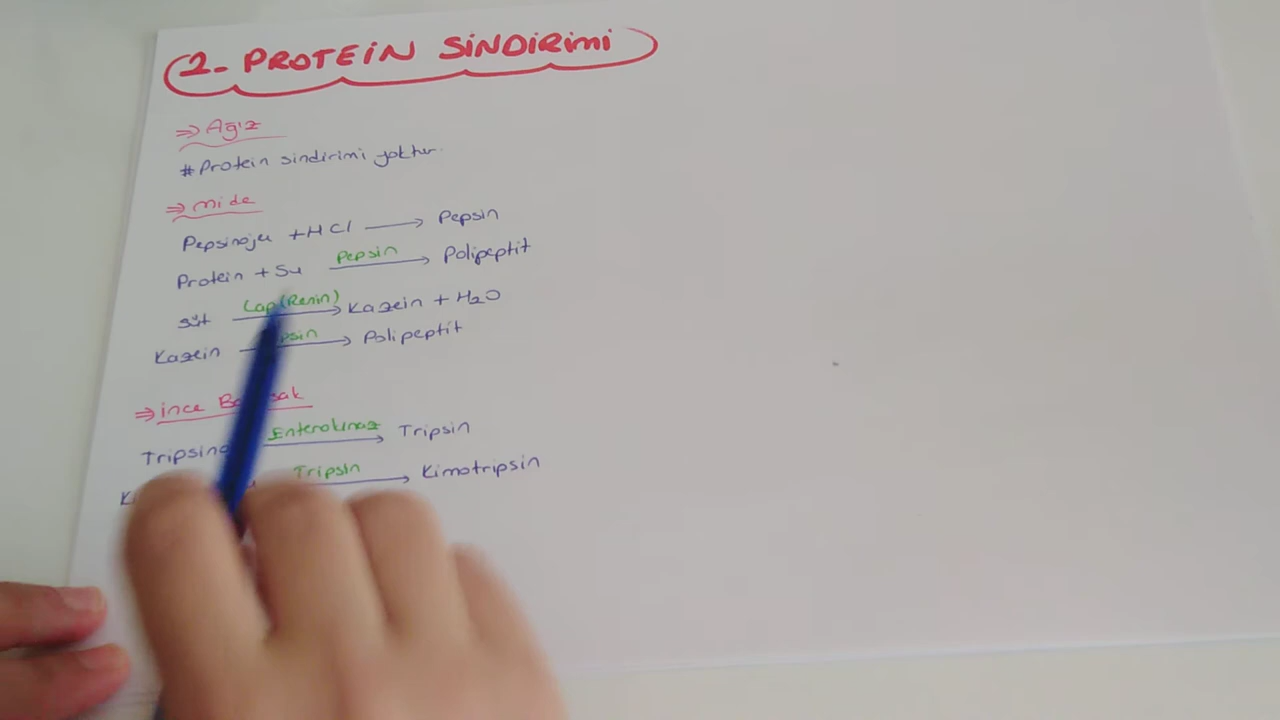 2- PROTEİN SİNDİRİMİ
⇒ Ağız
# Protein sindirimi yoktur.
⇒ mide
Pepsinojen + HCl ⟶ Pepsin
Protein + Su Pepsin ⟶ Polipeptit
süt Lap (Renin) ⟶ Kazein + H2O
Kazein ⟶ Polipeptit
⇒ ince
Enterokinaz ⟶ Tripsin
Tripsin ⟶ Kimotripsin